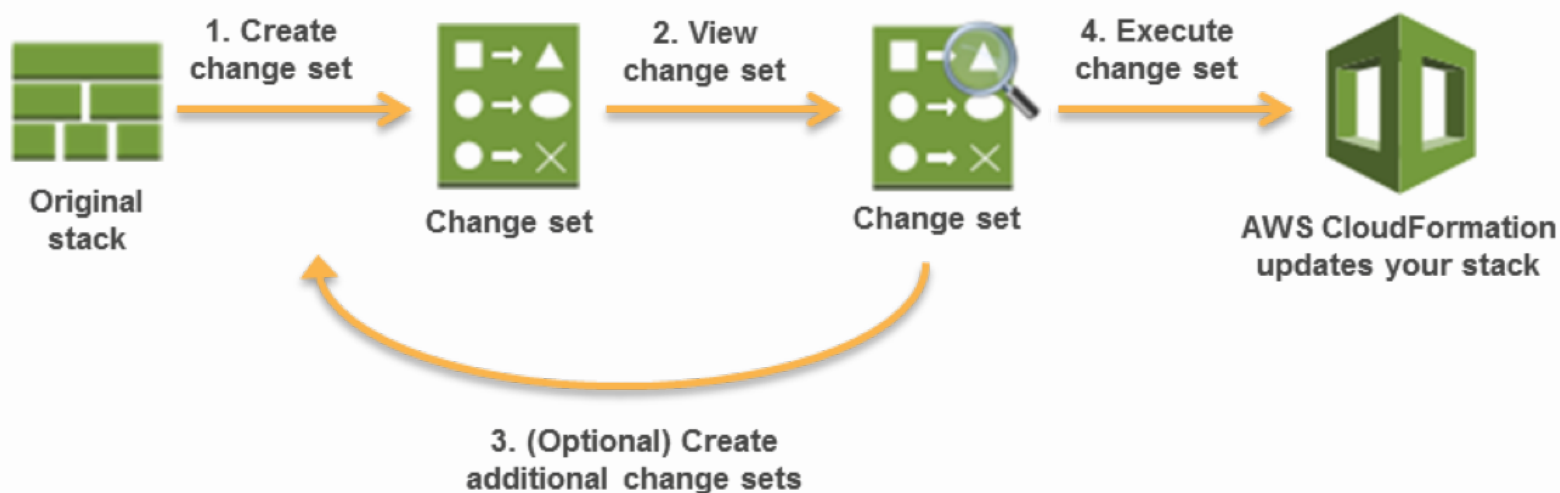 1. Create
change set
2. View
change set
4. Execute
change set
Original
stack
Change set
Change set
AWS CloudFormation
updates your stack
3. (Optional) Create
additional change sets